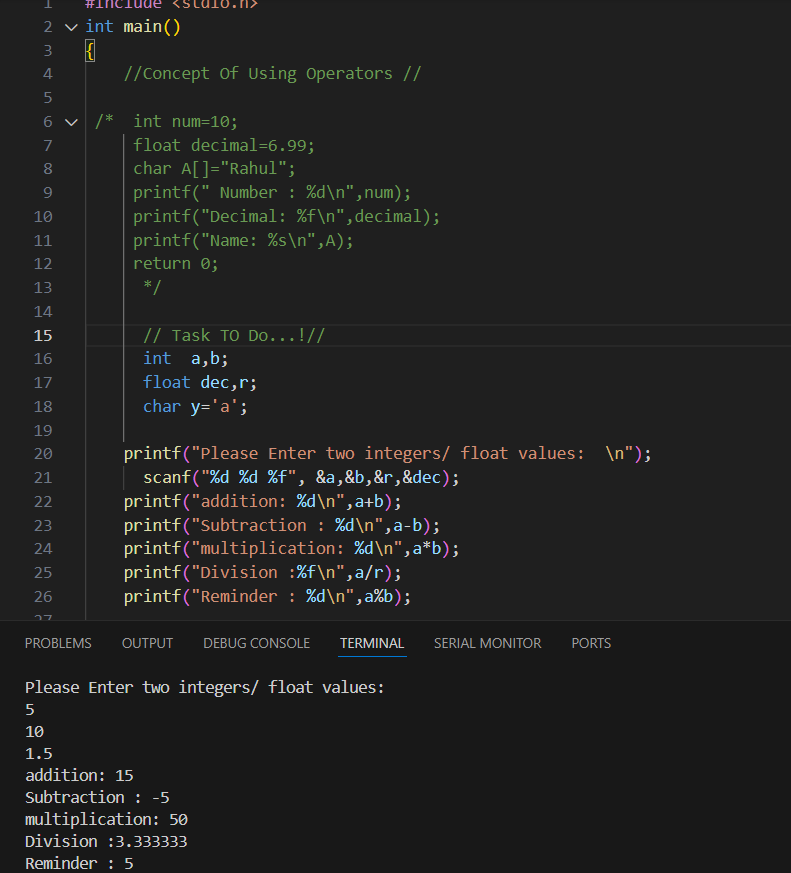 1 #include <stdio.h>
2 int main()
3 {
4 //Concept Of Using Operators //
5
6 /*  int num=10;
7 float decimal=6.99;
8 char A[]="Rahul";
9 printf(" Number : %d\n",num);
10 printf("Decimal: %f\n",decimal);
11 printf("Name: %s\n",A);
12 return 0;
13 */
14
15 // Task TO Do...!//
16 int  a,b;
17 float dec,r;
18 char y='a';
19
20 printf("Please Enter two integers/ float values:  \n");
21 scanf("%d %d %f", &a,&b,&r,&dec);
22 printf("addition: %d\n",a+b);
23 printf("Subtraction : %d\n",a-b);
24 printf("multiplication: %d\n",a*b);
25 printf("Division :%f\n",a/r);
26 printf("Reminder : %d\n",a%b);
27
PROBLEMS OUTPUT DEBUG CONSOLE TERMINAL SERIAL MONITOR PORTS
Please Enter two integers/ float values:
5
10
1.5
addition: 15
Subtraction : -5
multiplication: 50
Division :3.333333
Reminder : 5